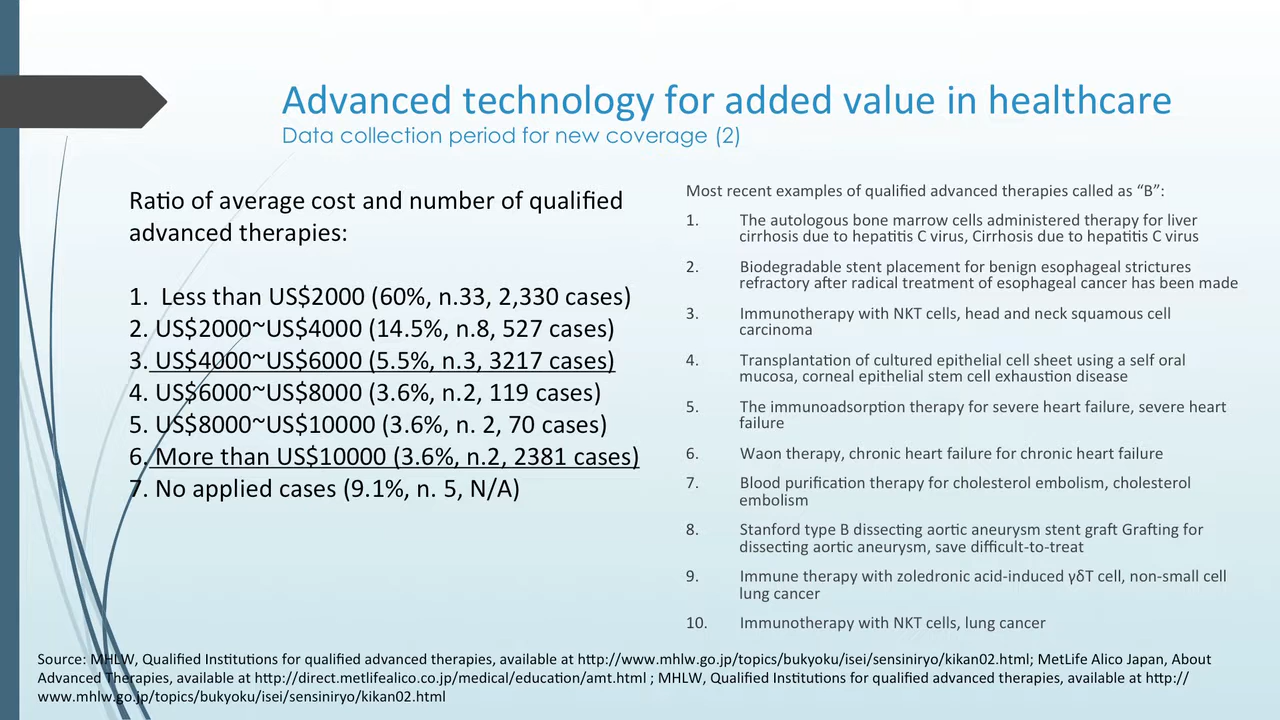 Advanced technology for added value in healthcare
Data collection period for new coverage (2)
Ratio of average cost and number of qualified
advanced therapies:
1. Less than US$2000 (60%, n.33, 2,330 cases)
2. US$2000~US$4000 (14.5%, n.8, 527 cases)
3. US$4000~US$6000 (5.5%, n.3, 3217 cases)
4. US$6000~US$8000 (3.6%, n.2, 119 cases)
5. US$8000~US$10000 (3.6%, n. 2, 70 cases)
6. More than US$10000 (3.6%, n.2, 2381 cases)
7. No applied cases (9.1%, n. 5, N/A)
Most recent examples of qualified advanced therapies called as “B”:
1. The autologous bone marrow cells administered therapy for liver
cirrhosis due to hepatitis C virus, Cirrhosis due to hepatitis C virus
2. Biodegradable stent placement for benign esophageal strictures
refractory after radical treatment of esophageal cancer has been made
3. Immunotherapy with NKT cells, head and neck squamous cell
carcinoma
4. Transplantation of cultured epithelial cell sheet using a self oral
mucosa, corneal epithelial stem cell exhaustion disease
5. The immunoadsorption therapy for severe heart failure, severe heart
failure
6. Waon therapy, chronic heart failure for chronic heart failure
7. Blood purification therapy for cholesterol embolism, cholesterol
embolism
8. Stanford type B dissecting aortic aneurysm stent graft Grafting for
dissecting aortic aneurysm, save difficult-to-treat
9. Immune therapy with zoledronic acid-induced γδT cell, non-small cell
lung cancer
10. Immunotherapy with NKT cells, lung cancer
Source: MHLW, Qualified Institutions for qualified advanced therapies, available at http://www.mhlw.go.jp/topics/bukyoku/isei/sensiniryo/kikan02.html; MetLife Alico Japan, About
Advanced Therapies, available at http://direct.metlifealico.co.jp/medical/education/amt.html ; MHLW, Qualified Institutions for qualified advanced therapies, available at http://
www.mhlw.go.jp/topics/bukyoku/isei/sensiniryo/kikan02.html